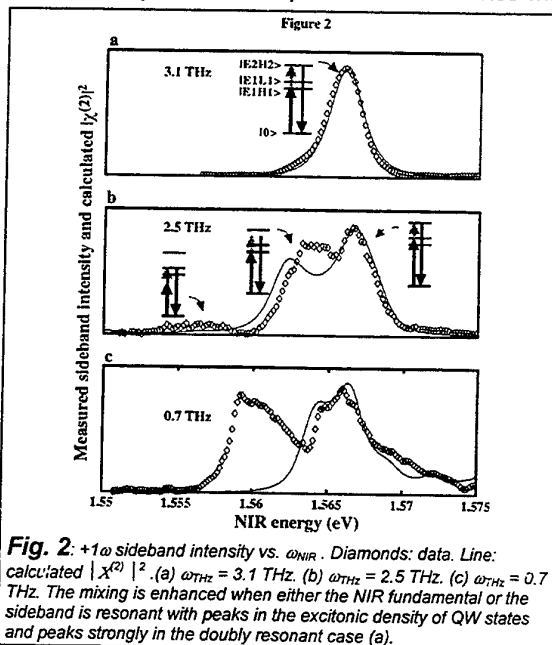 Figure 2
a
3.1 THz
|E2H2>
|E1L1>
|E1H1>
|0>
b
2.5 THz
c
0.7 THz
Measured sideband intensity and calculated |χ(2)|²
1.55 1.555 1.56 1.565 1.57 1.575
NIR energy (eV)
Fig. 2: +1ω sideband intensity vs. ωNIR . Diamonds: data. Line:
calculated | X(2) | 2 .(a) ωTHz = 3.1 THz. (b) ωTHz = 2.5 THz. (c) ωTHz = 0.7
THz. The mixing is enhanced when either the NIR fundamental or the
sideband is resonant with peaks in the excitonic density of QW states
and peaks strongly in the doubly resonant case (a).